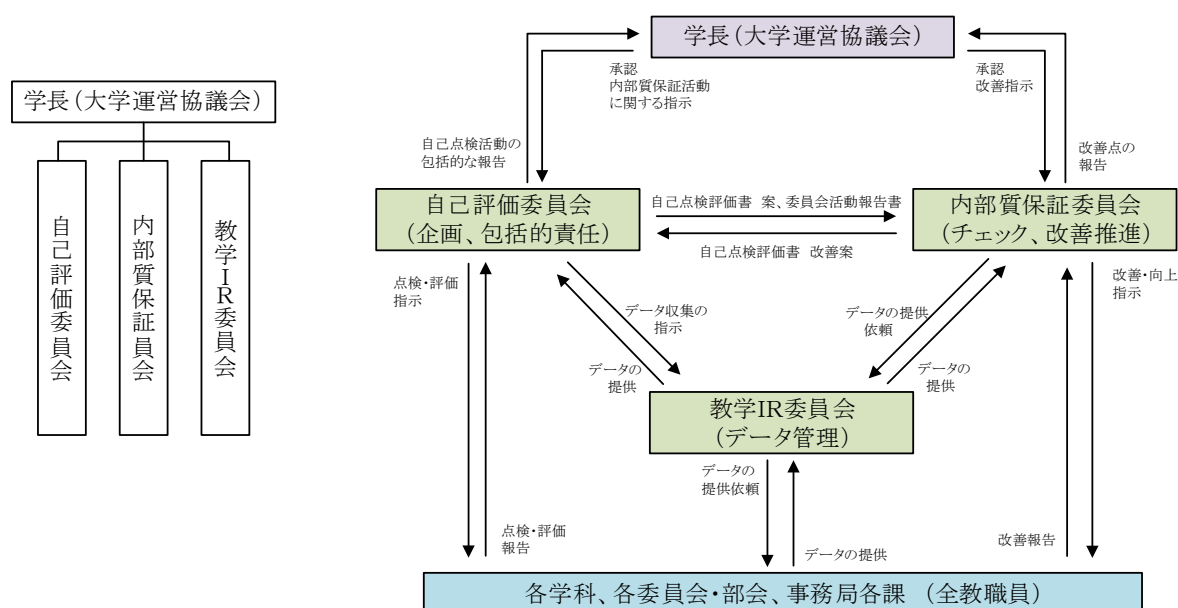 学長（大学運営協議会）
自己評価委員会
内部質保証員会
教学IR委員会
学長（大学運営協議会）
承認
内部質保証活動
に関する指示
承認
改善指示
自己点検活動の
包括的な報告
改善点の
報告
自己評価委員会
（企画、包括的責任）
自己点検評価書 案、委員会活動報告書
自己点検評価書 改善案
内部質保証委員会
（チェック、改善推進）
点検・評価
指示
データ収集の
指示
データの提供
依頼
改善・向上
指示
データの
提供
データの
提供
教学IR委員会
（データ管理）
データの
提供依頼
点検・評価
報告
データの提供
改善報告
各学科、各委員会・部会、事務局各課 （全教職員）